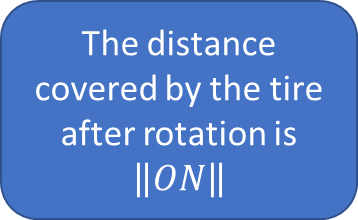 The distance
covered by the tire
after rotation is
‖𝑂𝑁‖